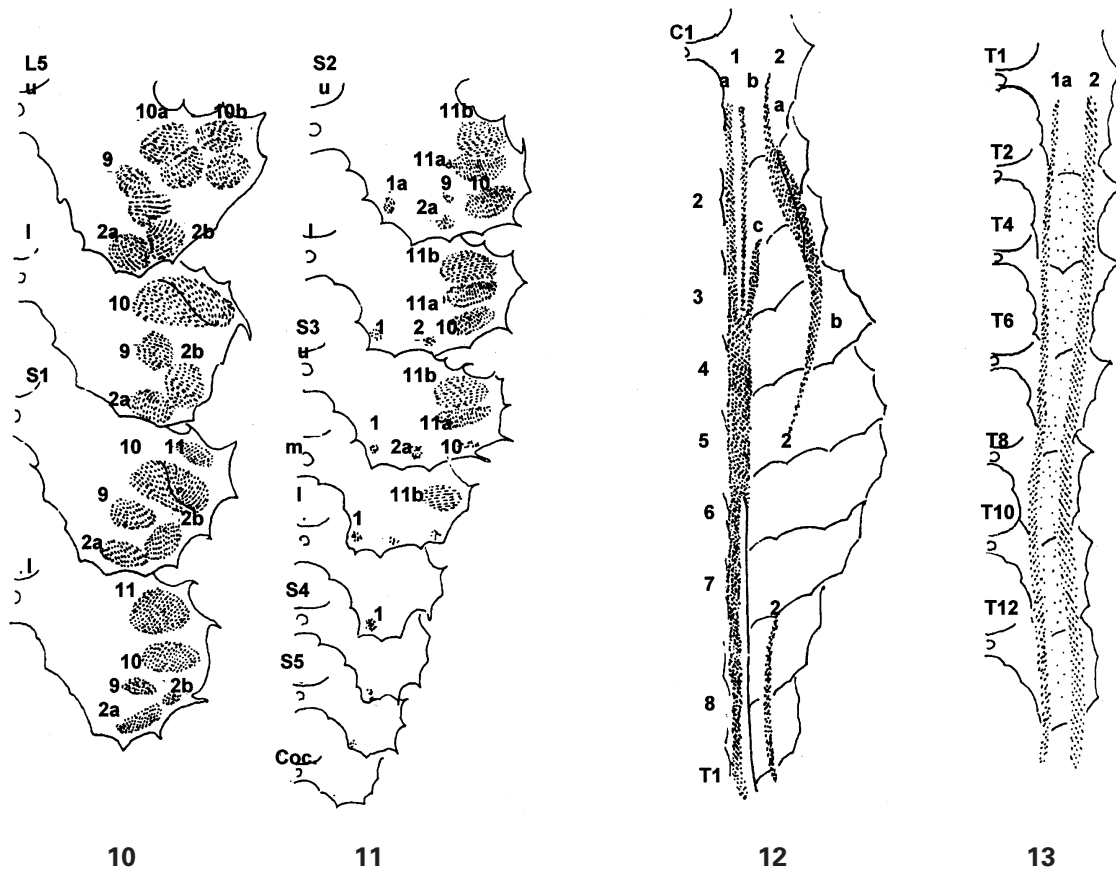 L5
u
10a 10b
9
2a 2b
l
10
9 2b
S1
2a
10 11
9
2b
2a
l
11
10
9 2b
2a
S2
u
11b
11a
1a 9 10
2a
l
11b
11a
1 2 10
S3
u
11b
11a
1
2a 10
m
11b
l
1
S4
1
S5
Coc.
C1
1 2
a b
a
2
c
3
b
4
5
2
6
7
2
8
T1
T1
1a 2
T2
T4
T6
T8
T10
T12
10 11 12 13